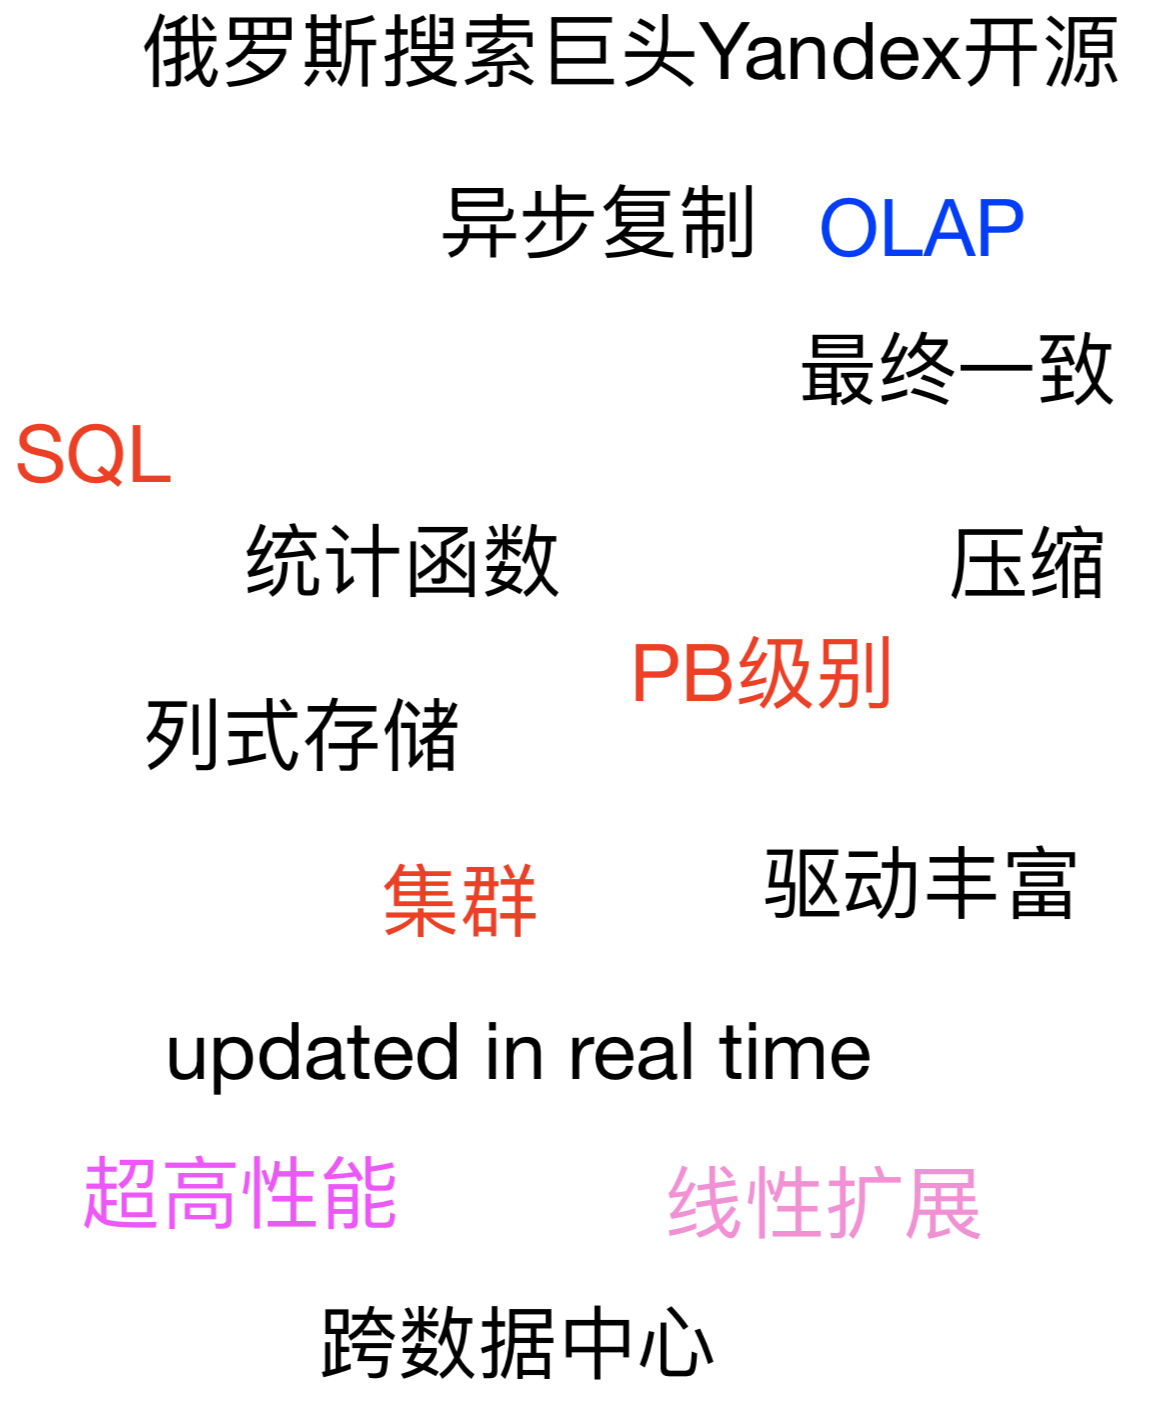 俄罗斯搜索巨头Yandex开源
异步复制 OLAP
最终一致
SQL
统计函数 压缩
PB级别
列式存储
集群 驱动丰富
updated in real time
超高性能 线性扩展
跨数据中心